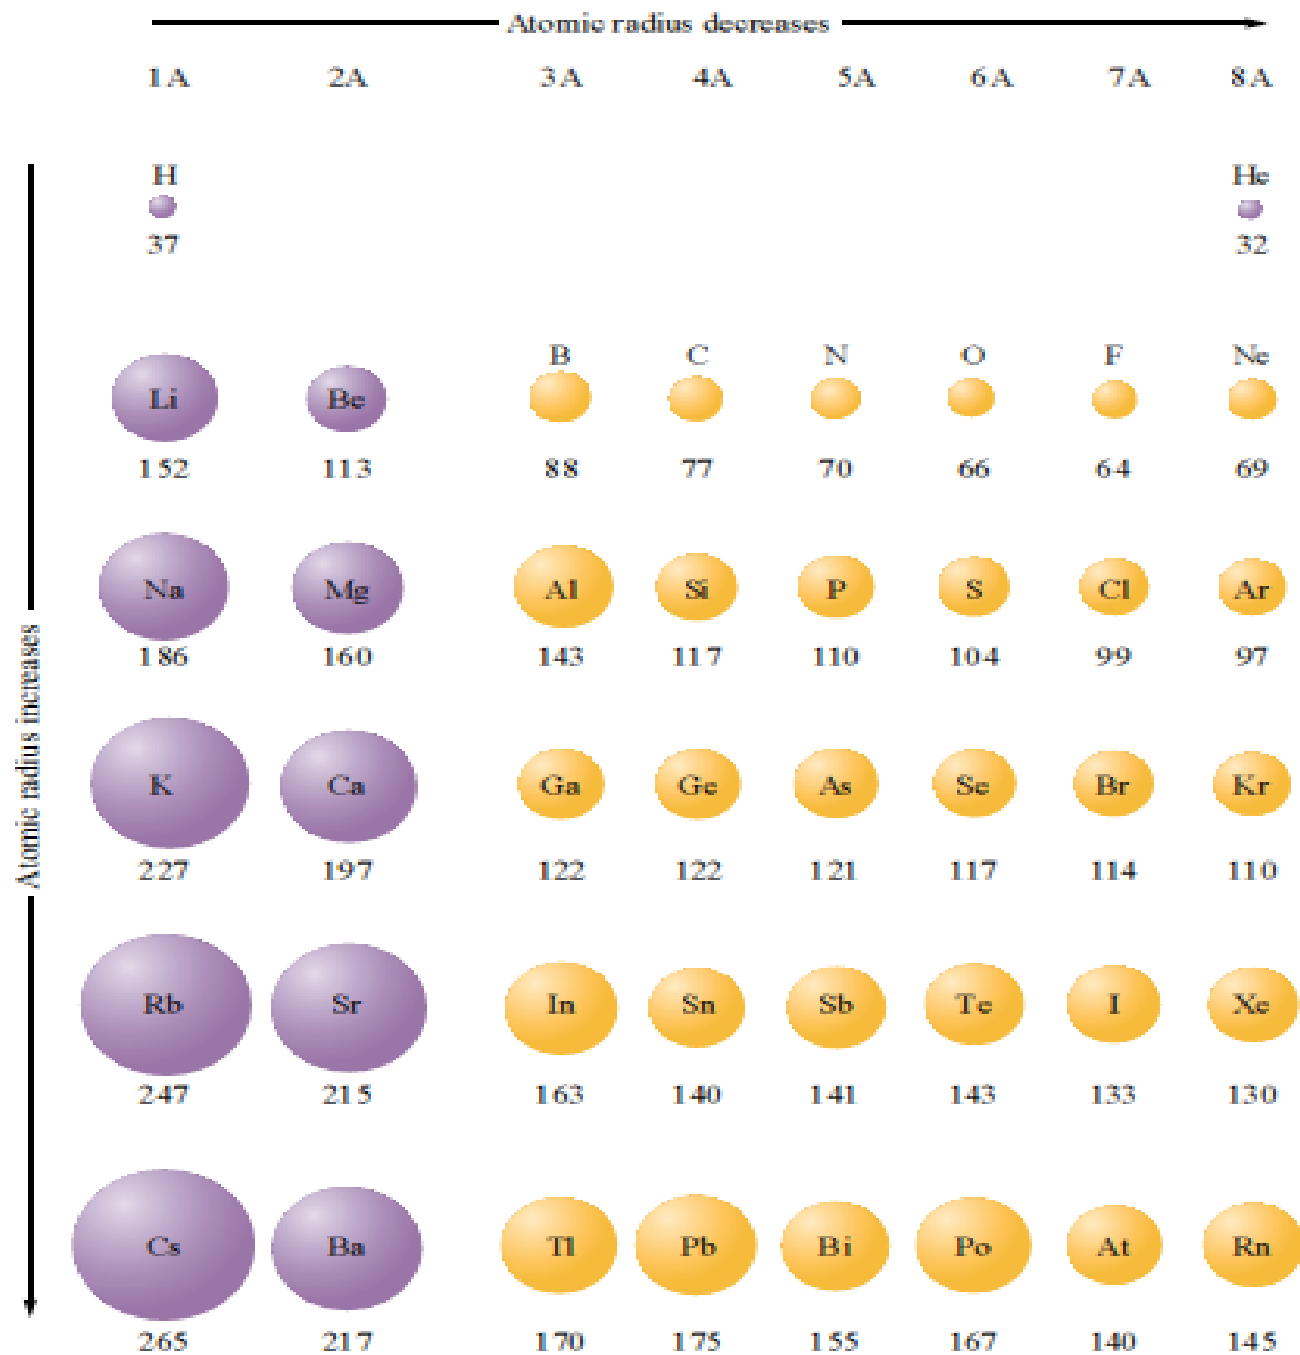 Atomic radius decreases
1A 2A 3A 4A 5A 6A 7A 8A
H He
37 32
B C N O F Ne
Li Be
152 113 88 77 70 66 64 69
Na Mg Al Si P S Cl Ar
186 160 143 117 110 104 99 97
Atomic radius increases
K Ca Ga Ge As Se Br Kr
227 197 122 122 121 117 114 110
Rb Sr In Sn Sb Te I Xe
247 215 163 140 141 143 133 130
Cs Ba Tl Pb Bi Po At Rn
265 217 170 175 155 167 140 145